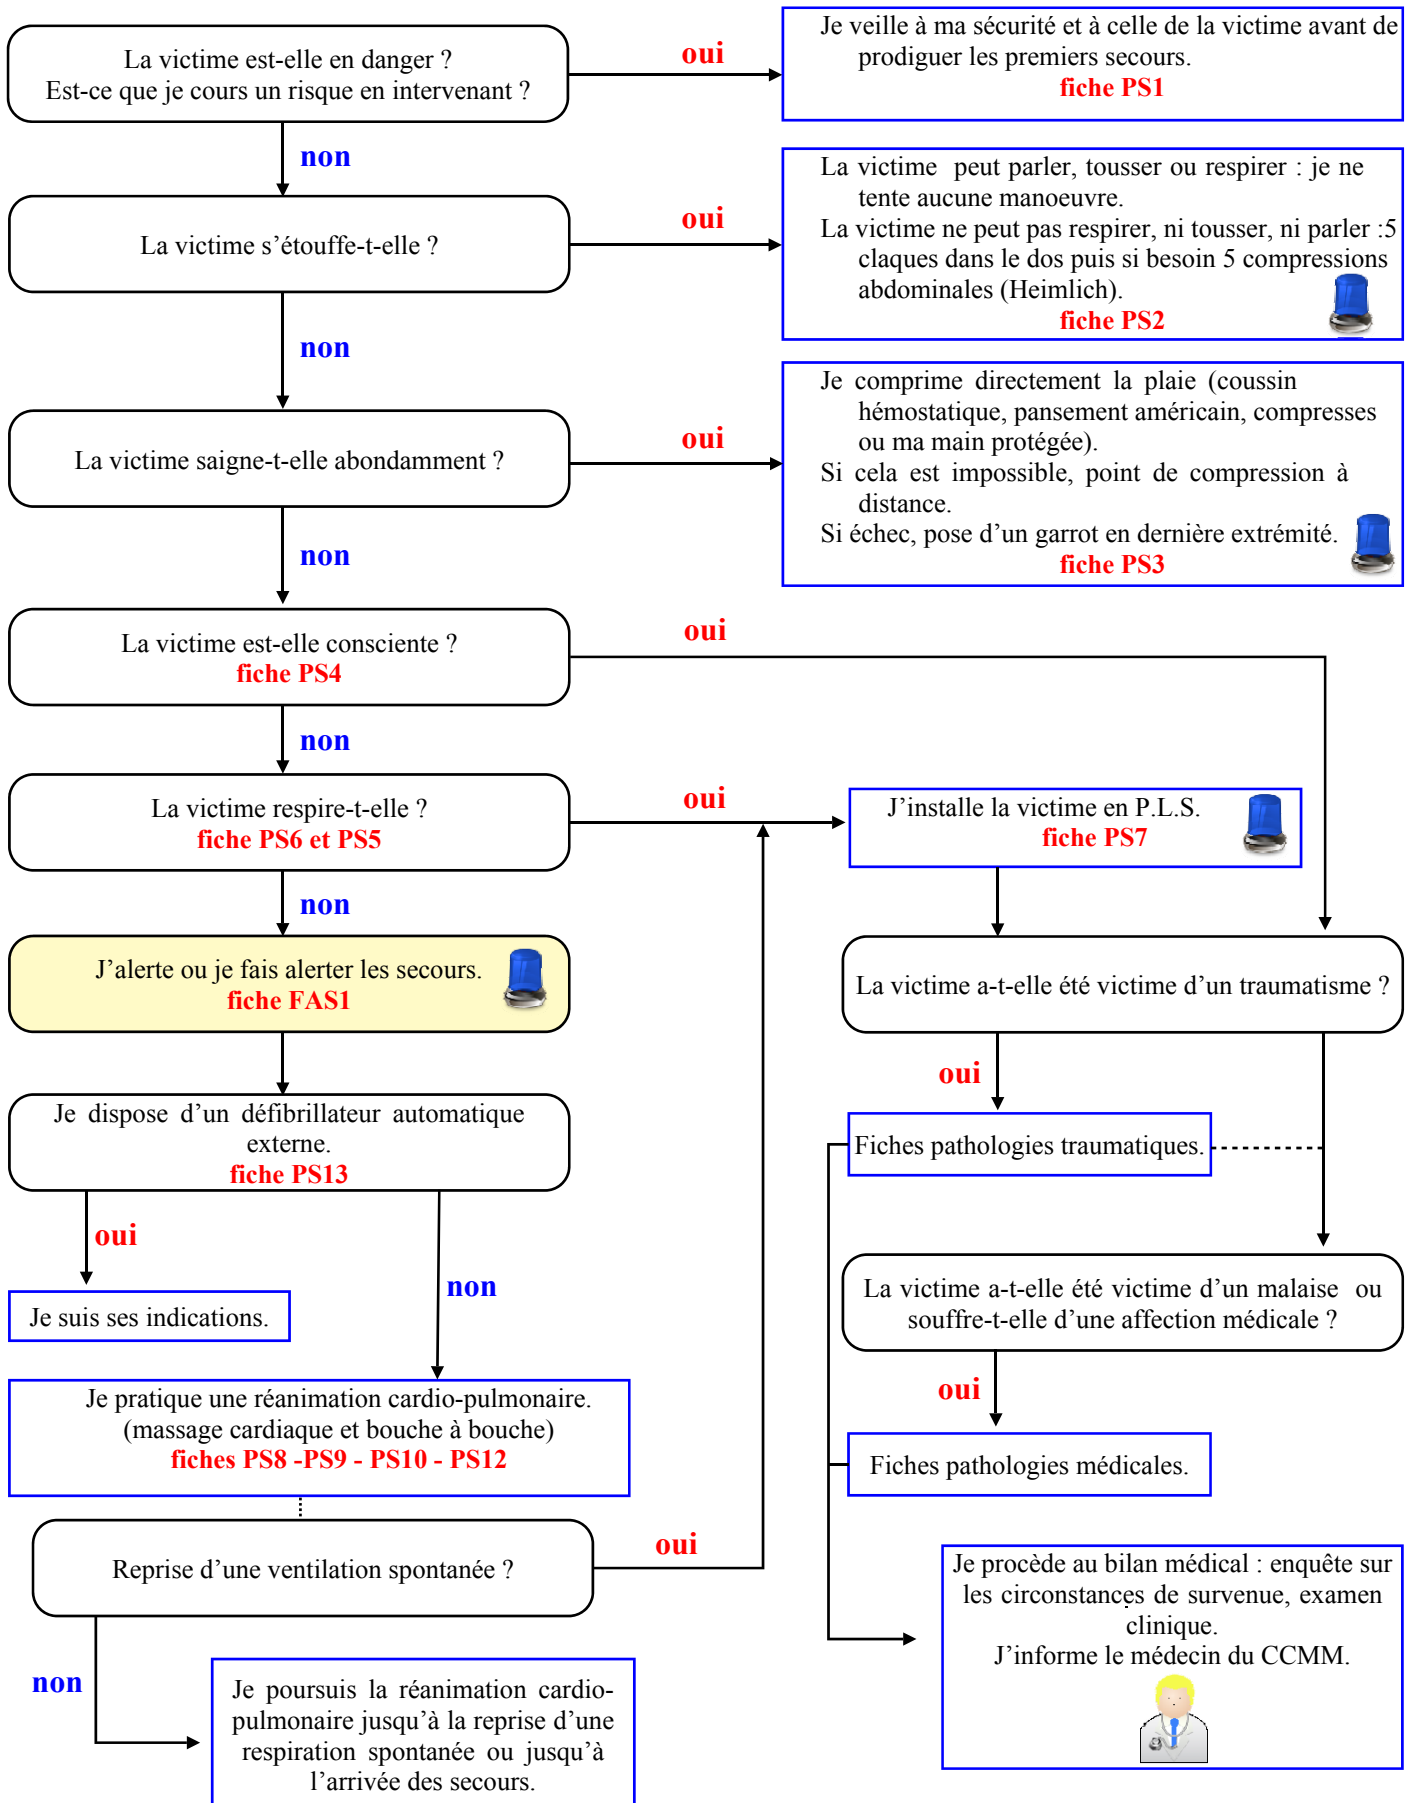 La victime est-elle en danger ?
Est-ce que je cours un risque en intervenant ?
oui
Je veille à ma sécurité et à celle de la victime avant de
prodiguer les premiers secours.
fiche PS1
non
La victime s’étouffe-t-elle ?
oui
La victime peut parler, tousser ou respirer : je ne
tente aucune manoeuvre.
La victime ne peut pas respirer, ni tousser, ni parler :5
claques dans le dos puis si besoin 5 compressions
abdominales (Heimlich).
fiche PS2
non
La victime saigne-t-elle abondamment ?
oui
Je comprime directement la plaie (coussin
hémostatique, pansement américain, compresses
ou ma main protégée).
Si cela est impossible, point de compression à
distance.
Si échec, pose d’un garrot en dernière extrémité.
fiche PS3
non
La victime est-elle consciente ?
fiche PS4
oui
non
La victime respire-t-elle ?
fiche PS6 et PS5
oui
J’installe la victime en P.L.S.
fiche PS7
non
J’alerte ou je fais alerter les secours.
fiche FAS1
La victime a-t-elle été victime d’un traumatisme ?
oui
Fiches pathologies traumatiques.
Je dispose d’un défibrillateur automatique
externe.
fiche PS13
oui
non
Je suis ses indications.
La victime a-t-elle été victime d’un malaise ou
souffre-t-elle d’une affection médicale ?
oui
Fiches pathologies médicales.
Je pratique une réanimation cardio-pulmonaire.
(massage cardiaque et bouche à bouche)
fiches PS8 -PS9 - PS10 - PS12
Reprise d’une ventilation spontanée ?
oui
non
Je poursuis la réanimation cardio-
pulmonaire jusqu’à la reprise d’une
respiration spontanée ou jusqu’à
l’arrivée des secours.
Je procède au bilan médical : enquête sur
les circonstances de survenue, examen
clinique.
J’informe le médecin du CCMM.